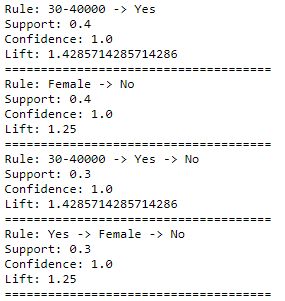 Rule: 30-40000 -> Yes
Support: 0.4
Confidence: 1.0
Lift: 1.4285714285714286
=====================================
Rule: Female -> No
Support: 0.4
Confidence: 1.0
Lift: 1.25
=====================================
Rule: 30-40000 -> Yes -> No
Support: 0.3
Confidence: 1.0
Lift: 1.4285714285714286
=====================================
Rule: Yes -> Female -> No
Support: 0.3
Confidence: 1.0
Lift: 1.25
=====================================